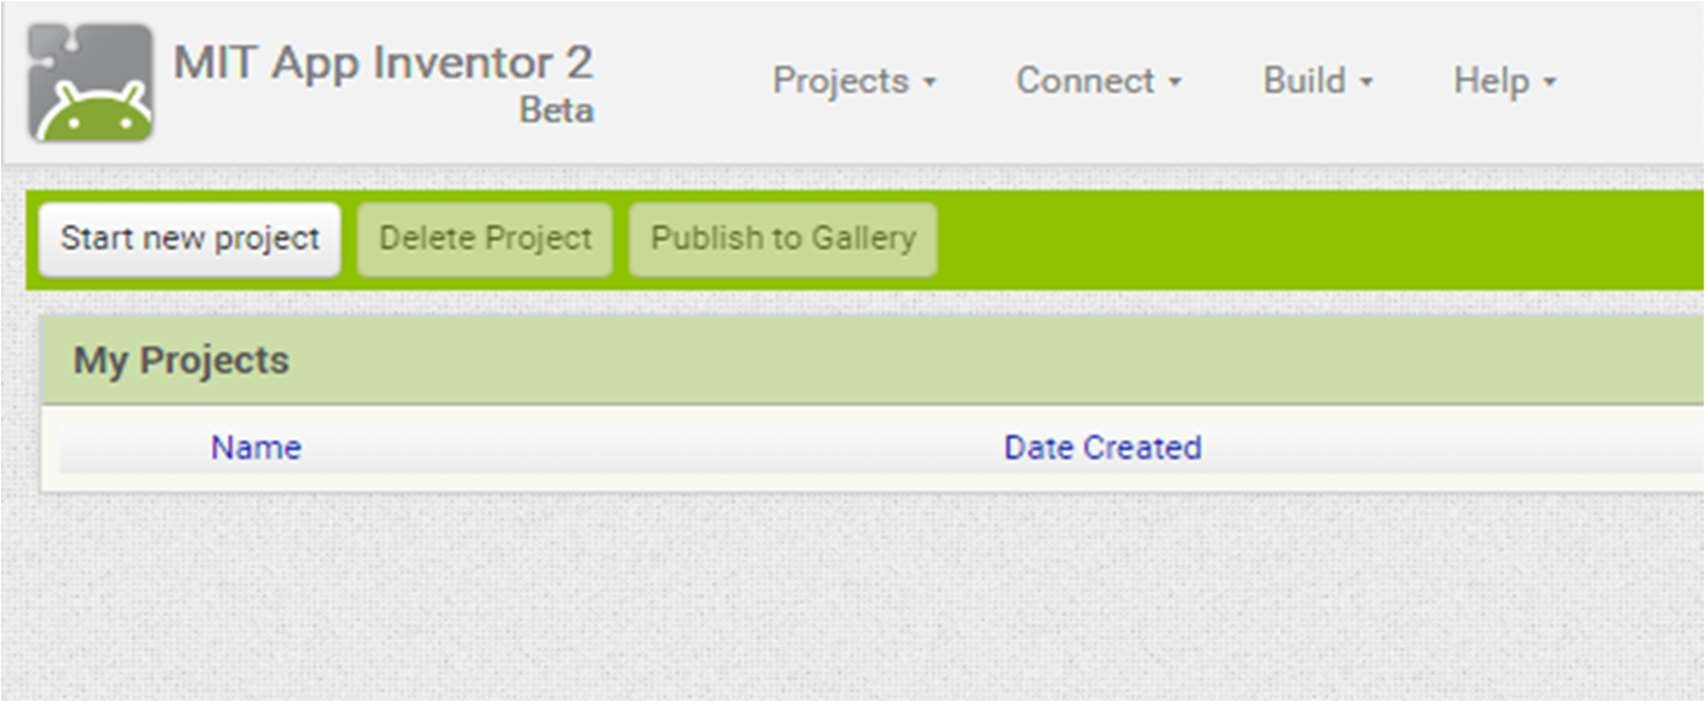 MIT App Inventor 2
Beta
Projects Connect Build Help
Start new project Delete Project Publish to Gallery
My Projects
Name Date Created